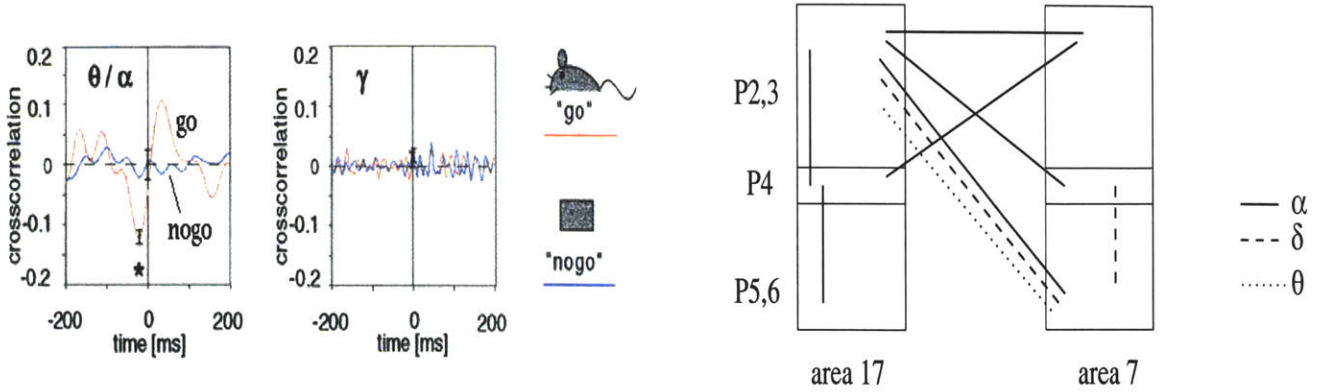 crosscorrelation
0.2
0.1
0
-0.1
-0.2
θ/α
go
nogo
*
-200 0 200
time [ms]
crosscorrelation
0.2
0.1
0
-0.1
-0.2
γ
-200 0 200
time [ms]
"go"
"nogo"
P2,3
P4
P5,6
area 17
area 7
α
δ
θ